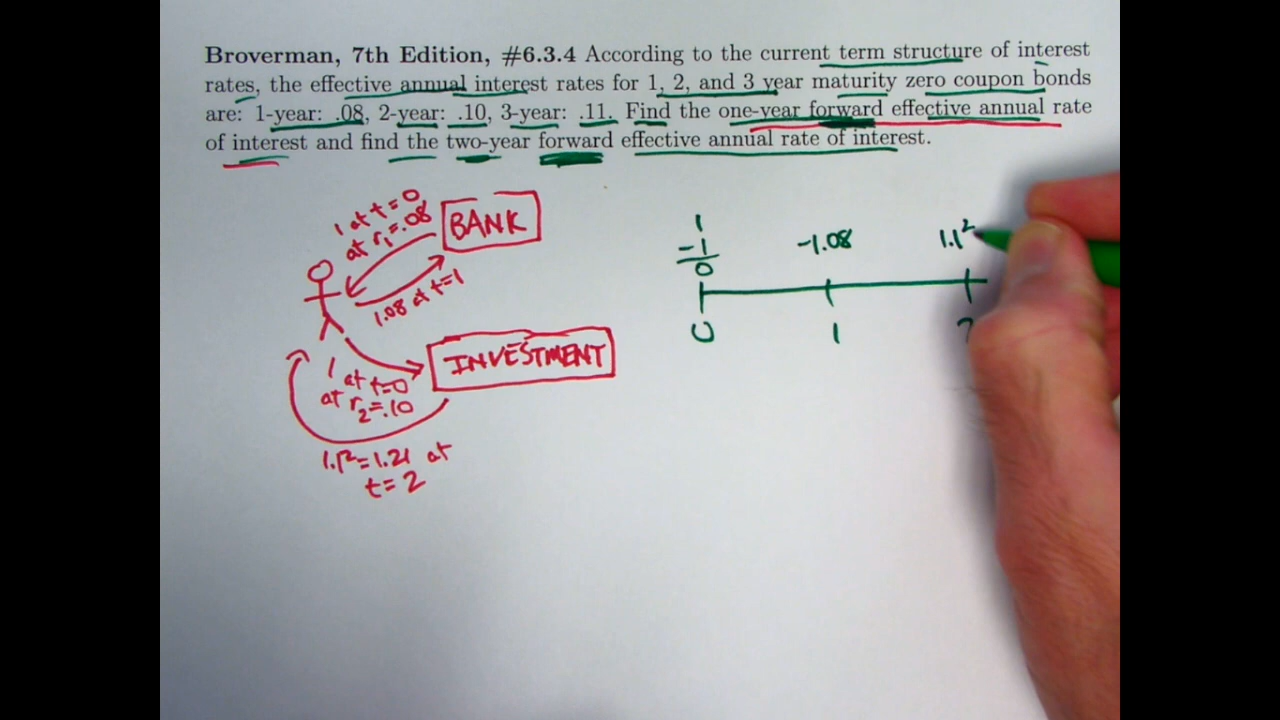 Broverman, 7th Edition, #6.3.4 According to the current term structure of interest
rates, the effective annual interest rates for 1, 2, and 3 year maturity zero coupon bonds
are: 1-year: .08, 2-year: .10, 3-year: .11. Find the one-year forward effective annual rate
of interest and find the two-year forward effective annual rate of interest.
1 at t=0
at r₁=.08
BANK
1.08 at t=1
INVESTMENT
1 at t=0
at r₂=.10
1.1²=1.21 at
t=2
1
-1
0
-1.08
1.1²
0
1